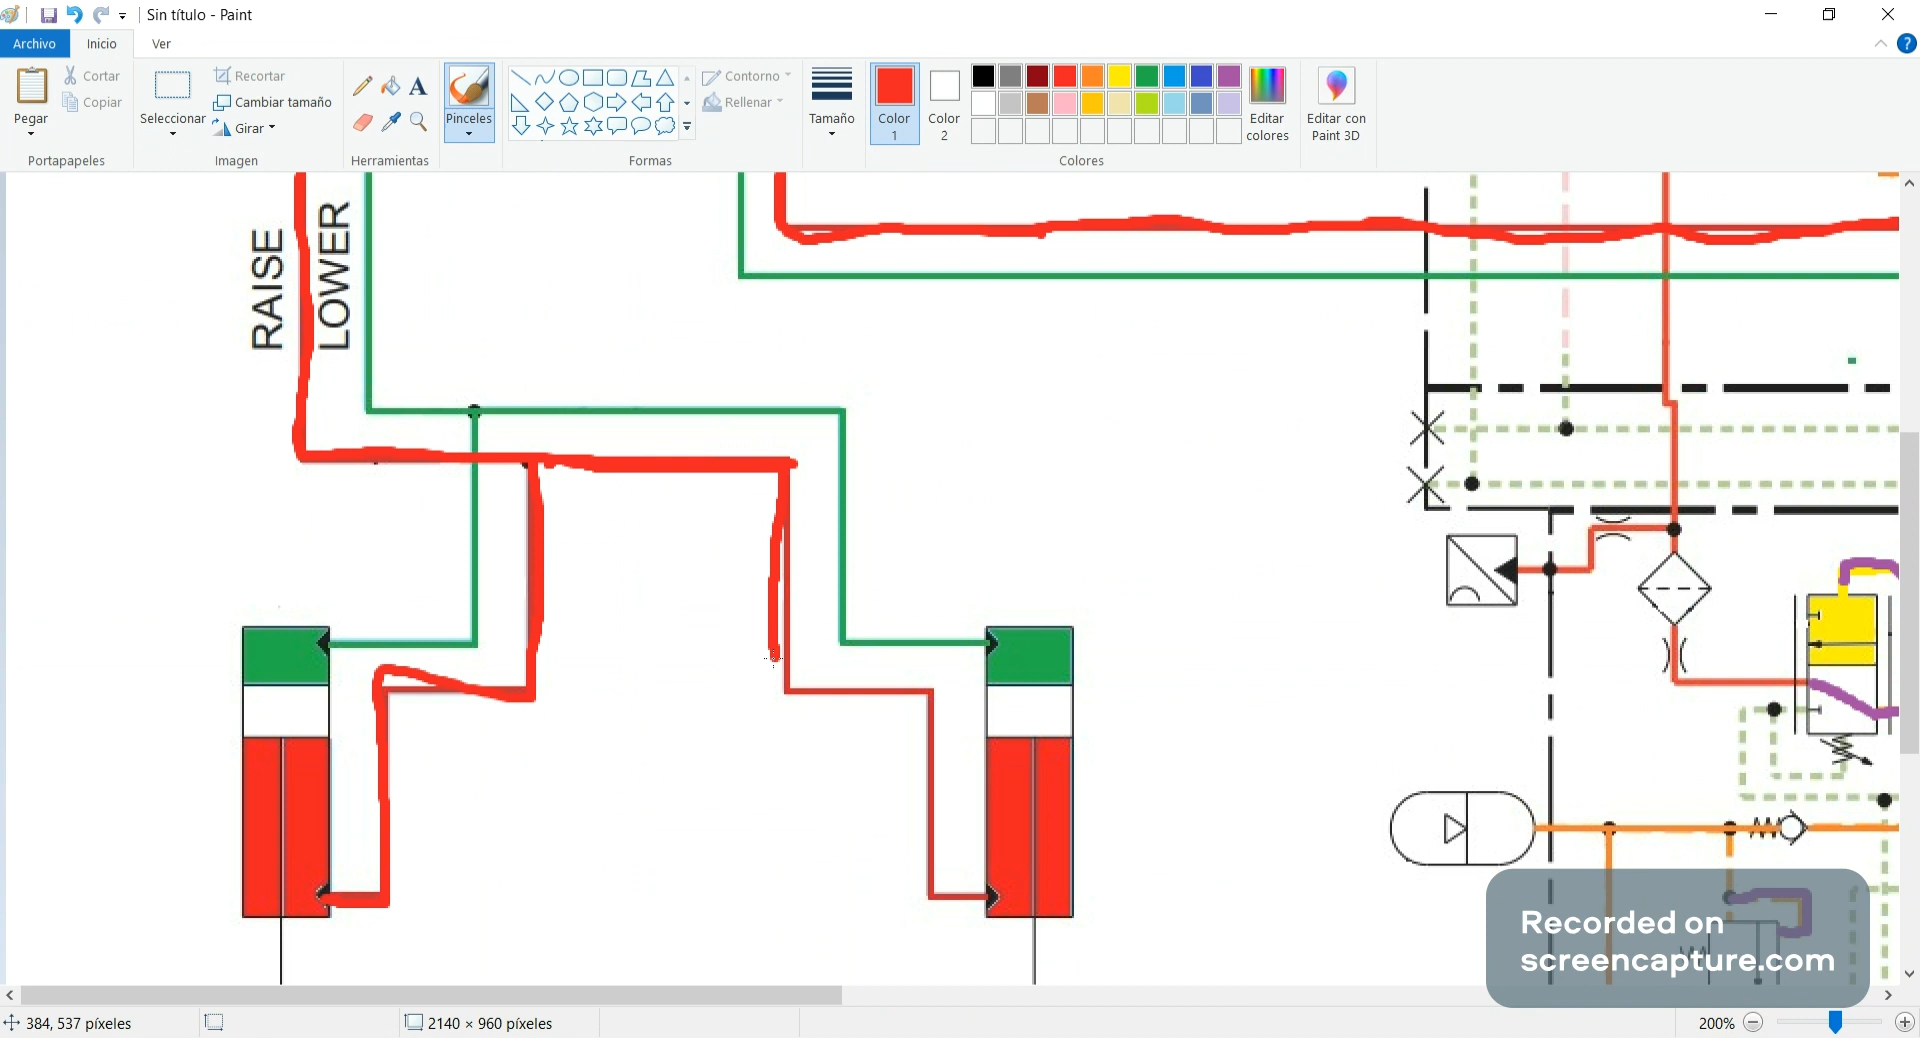 Sin título - Paint
Archivo
Inicio
Ver
Pegar
Cortar
Copiar
Portapapeles
Seleccionar
Recortar
Cambiar tamaño
Girar
Imagen
A
Herramientas
Pinceles
Contorno
Rellenar
Formas
Tamaño
Color
1
Color
2
Editar
colores
Editar con
Paint 3D
Colores
?
RAISE
LOWER
Recorded on
screencapture.com
384, 537 píxeles
2140 × 960 píxeles
200%